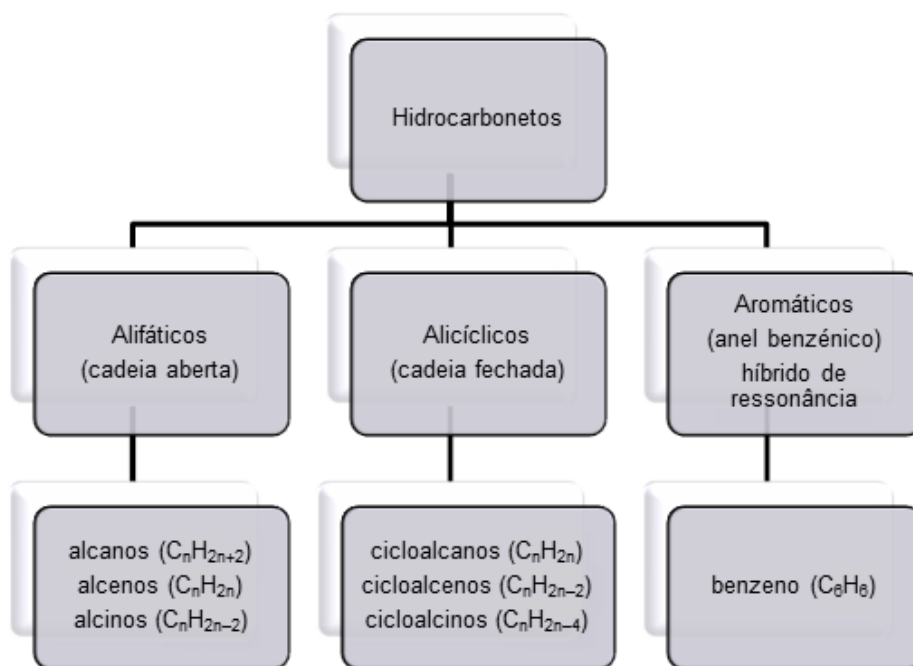 Hidrocarbonetos
Alifáticos
(cadeia aberta)
Alicíclicos
(cadeia fechada)
Aromáticos
(anel benzénico)
híbrido de
ressonância
alcanos (CₙH₂ₙ₊₂)
alcenos (CₙH₂ₙ)
alcinos (CₙH₂ₙ₋₂)
cicloalcanos (CₙH₂ₙ)
cicloalcenos (CₙH₂ₙ₋₂)
cicloalcinos (CₙH₂ₙ₋₄)
benzeno (C₆H₆)